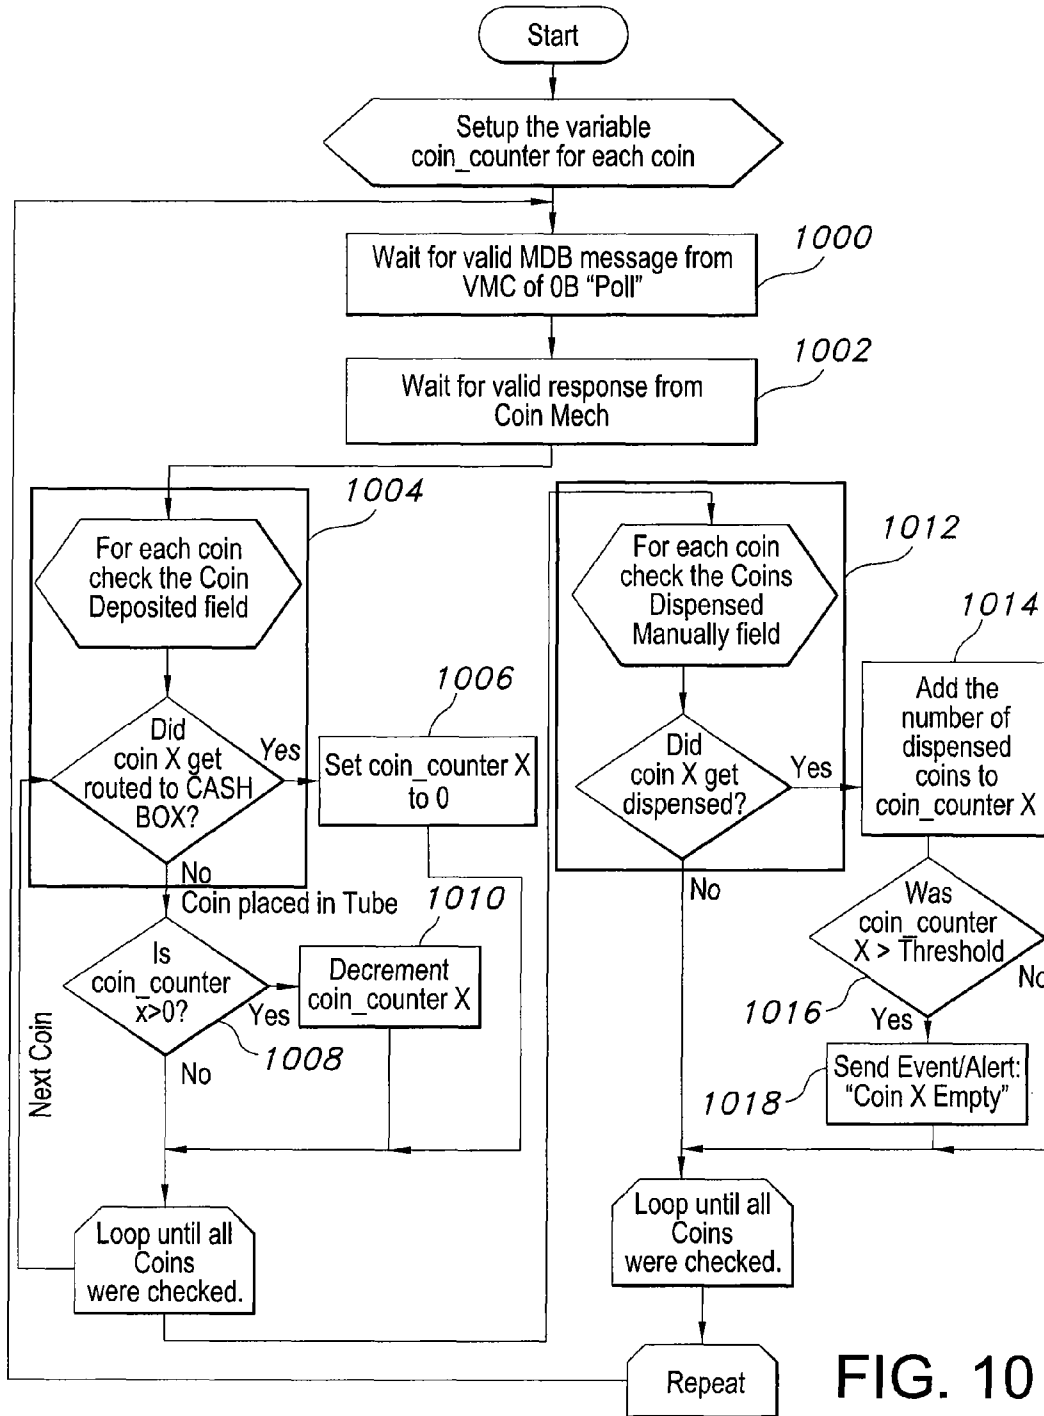 Start
Setup the variable
coin_counter for each coin
1000
Wait for valid MDB message from
VMC of 0B “Poll”
1002
Wait for valid response from
Coin Mech
1004
For each coin
check the Coin
Deposited field
Did
coin X get
routed to CASH
BOX?
Yes
1006
Set coin_counter X
to 0
No
Coin placed in Tube
1010
Is
coin_counter
x>0?
Yes
Decrement
coin_counter X
1008
No
Next Coin
Loop until all
Coins
were checked.
1012
For each coin
check the Coins
Dispensed
Manually field
Did
coin X get
dispensed?
Yes
1014
Add the
number of
dispensed
coins to
coin_counter X
No
Was
coin_counter
X > Threshold
No
1016
Yes
Send Event/Alert:
“Coin X Empty”
1018
Loop until all
Coins
were checked.
Repeat
FIG. 10